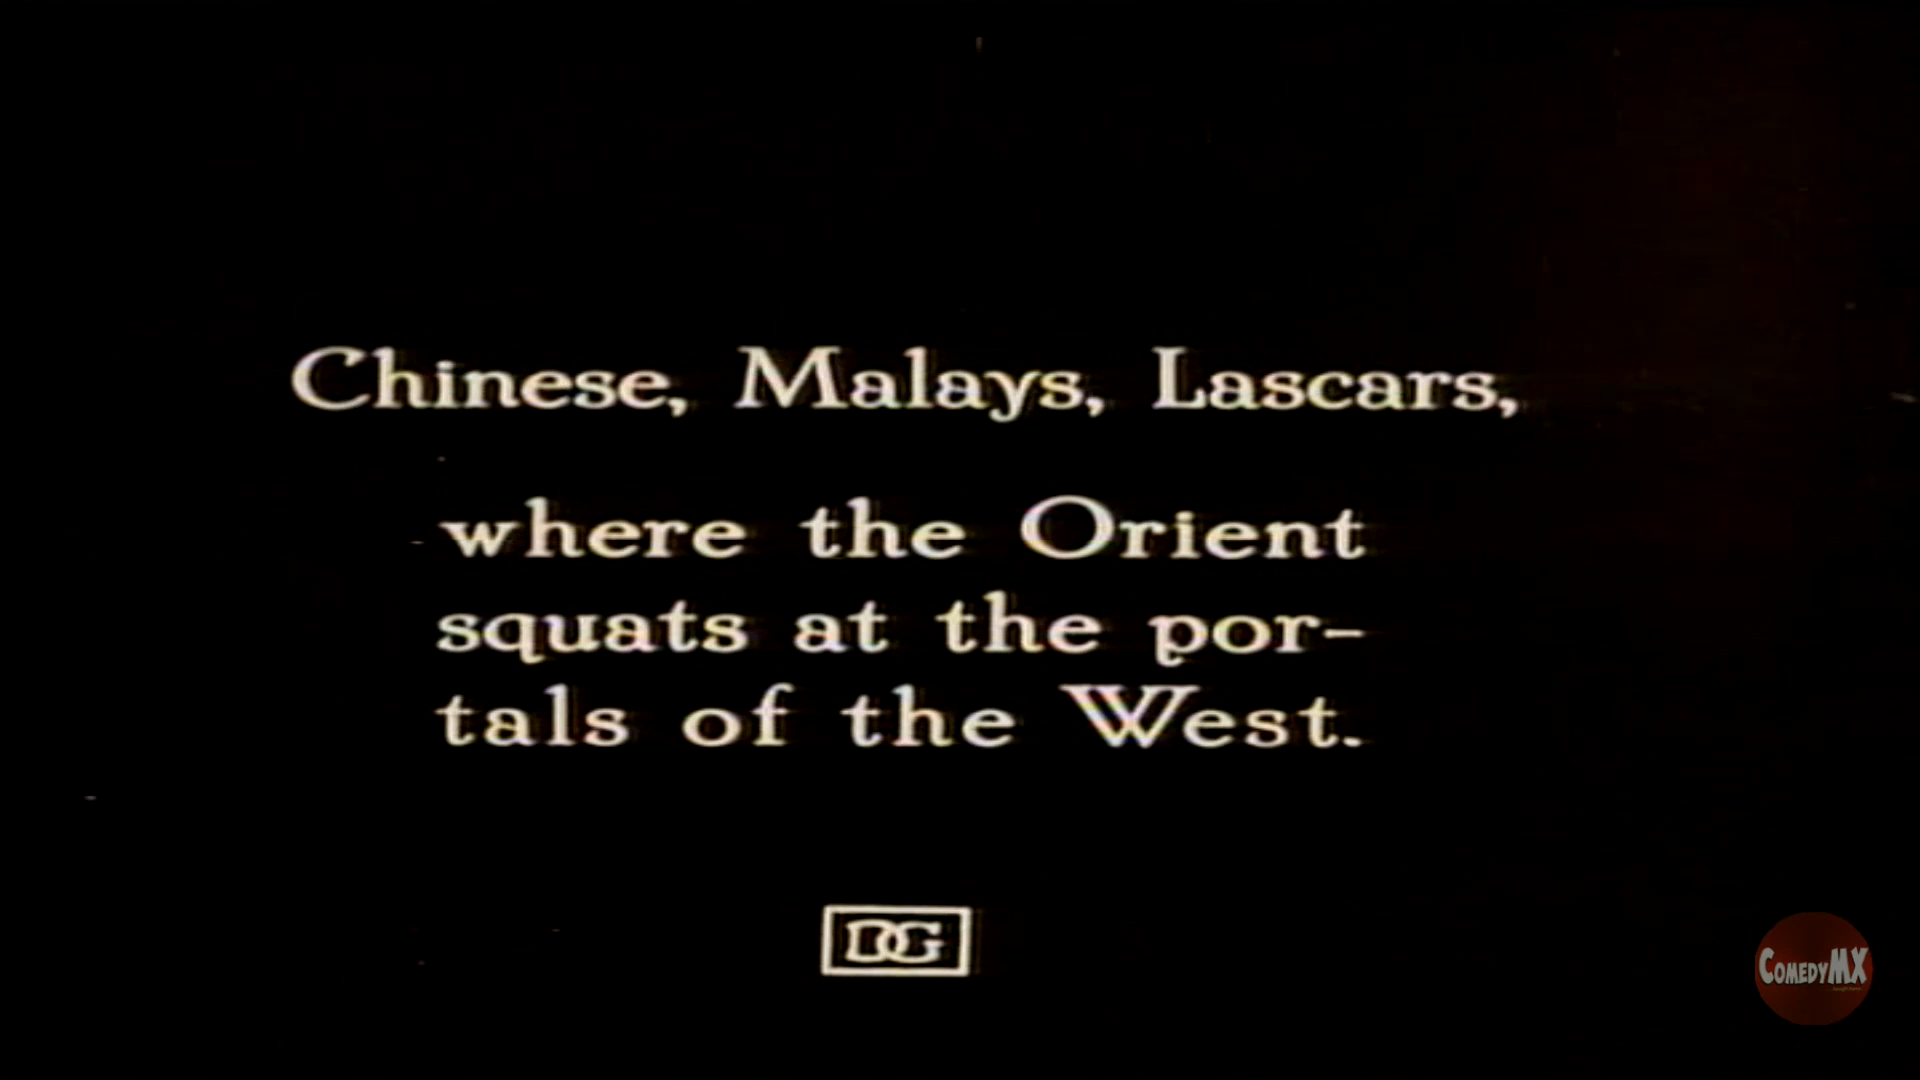 Chinese, Malays, Lascars,
where the Orient
squats at the por-
tals of the West.
DG
COMEDYMX